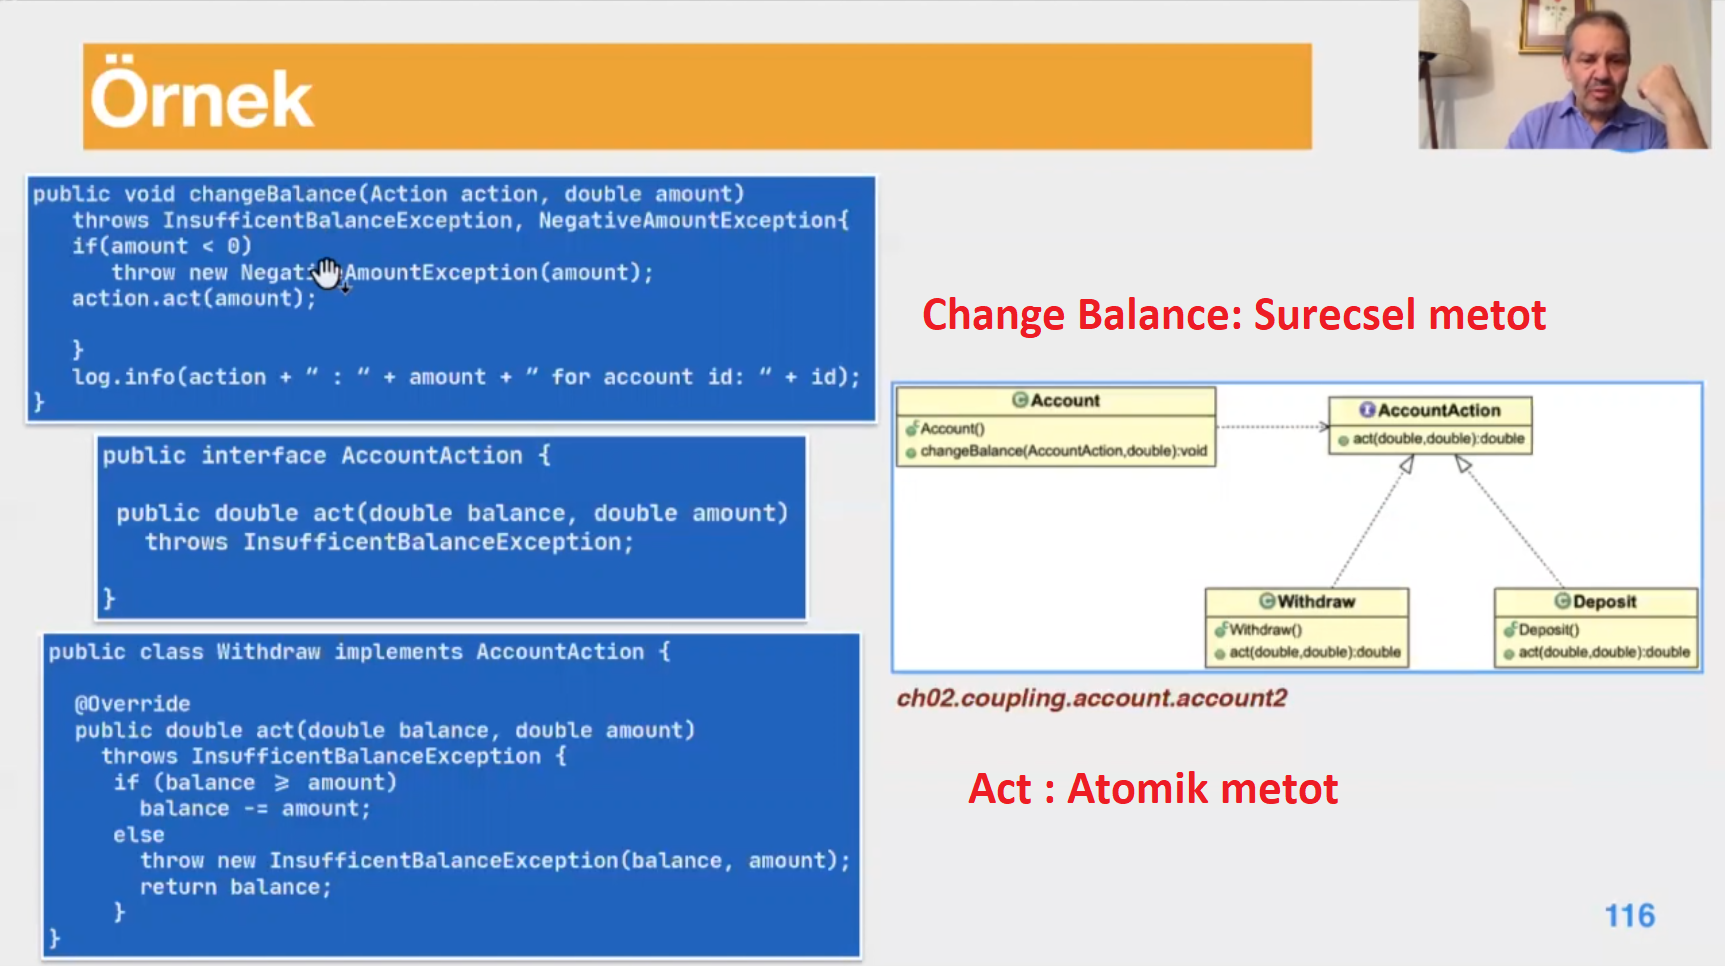 Örnek
public void changeBalance(Action action, double amount)
throws InsufficentBalanceException, NegativeAmountException{
if(amount < 0)
throw new NegativeAmountException(amount);
action.act(amount);
}
log.info(action + “ : “ + amount + “ for account id: “ + id);
}
public interface AccountAction {
public double act(double balance, double amount)
throws InsufficentBalanceException;
}
public class Withdraw implements AccountAction {
@Override
public double act(double balance, double amount)
throws InsufficentBalanceException {
if (balance ⩾ amount)
balance -= amount;
else
throw new InsufficentBalanceException(balance, amount);
return balance;
}
}
Change Balance: Surecsel metot
Account
Account()
changeBalance(AccountAction,double):void
AccountAction
act(double,double):double
Withdraw
Withdraw()
act(double,double):double
Deposit
Deposit()
act(double,double):double
ch02.coupling.account.account2
Act : Atomik metot
116